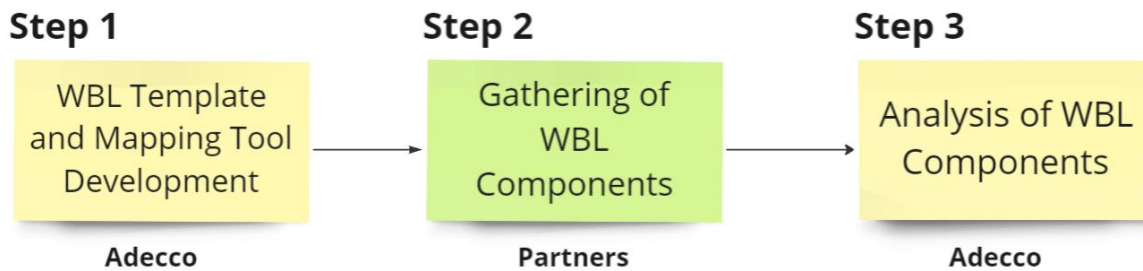 Step 1
WBL Template
and Mapping Tool
Development
Adecco
Step 2
Gathering of
WBL
Components
Partners
Step 3
Analysis of WBL
Components
Adecco